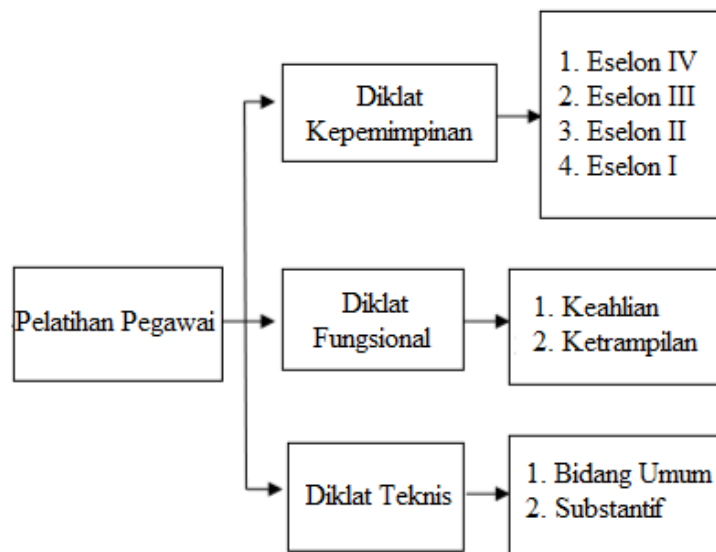 Pelatihan Pegawai
Diklat
Kepemimpinan
1. Eselon IV
2. Eselon III
3. Eselon II
4. Eselon I
Diklat
Fungsional
1. Keahlian
2. Ketrampilan
Diklat Teknis
1. Bidang Umum
2. Substantif